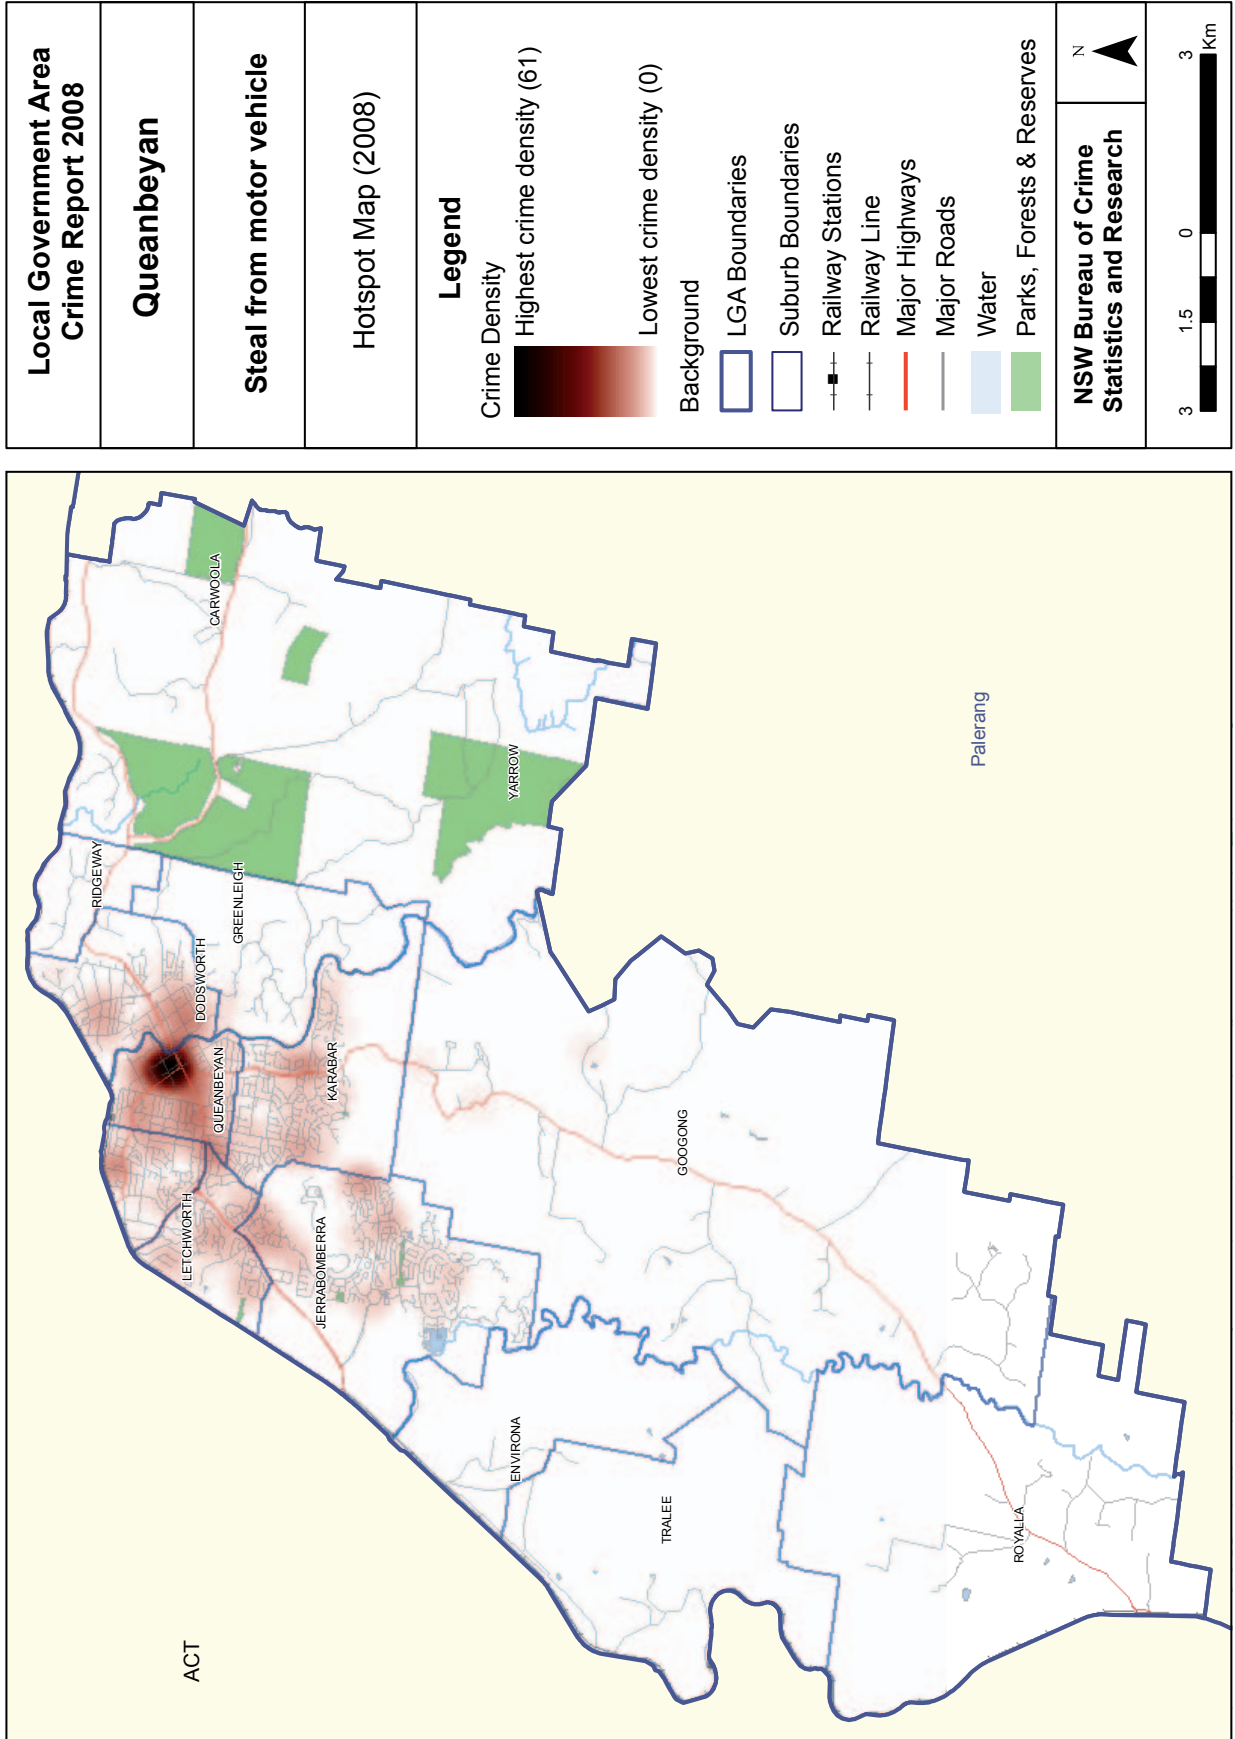 Local Government Area
Crime Report 2008
Queanbeyan
Steal from motor vehicle
Hotspot Map (2008)
Legend
Crime Density
Highest crime density (61)
Lowest crime density (0)
Background
LGA Boundaries
Suburb Boundaries
Railway Stations
Railway Line
Major Highways
Major Roads
Water
Parks, Forests & Reserves
NSW Bureau of Crime
Statistics and Research
N
3
1.5
0
3
Km
ACT
CARWOOLA
RIDGEWAY
GREENLEIGH
YARROW
DODSWORTH
QUEANBEYAN
KARABAR
LETCHWORTH
JERRABOMBERRA
GOOGONG
ENVIRONA
TRALEE
ROYALLA
Palerang